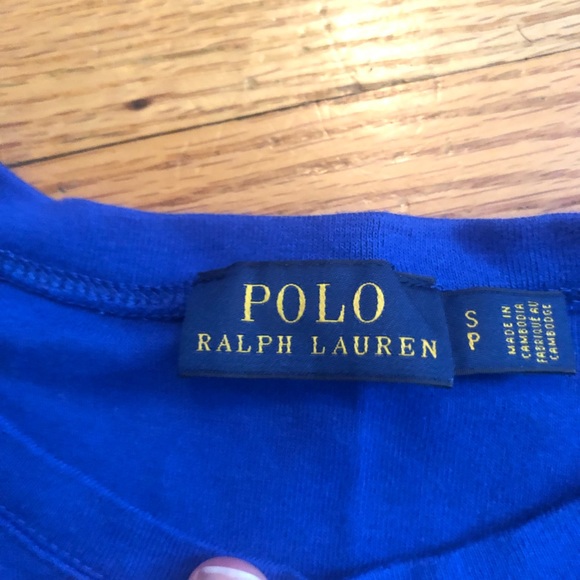 POLO
RALPH LAUREN
S
P
MADE IN
CAMBODIA
FABRIQUÉ AU
CAMBODGE